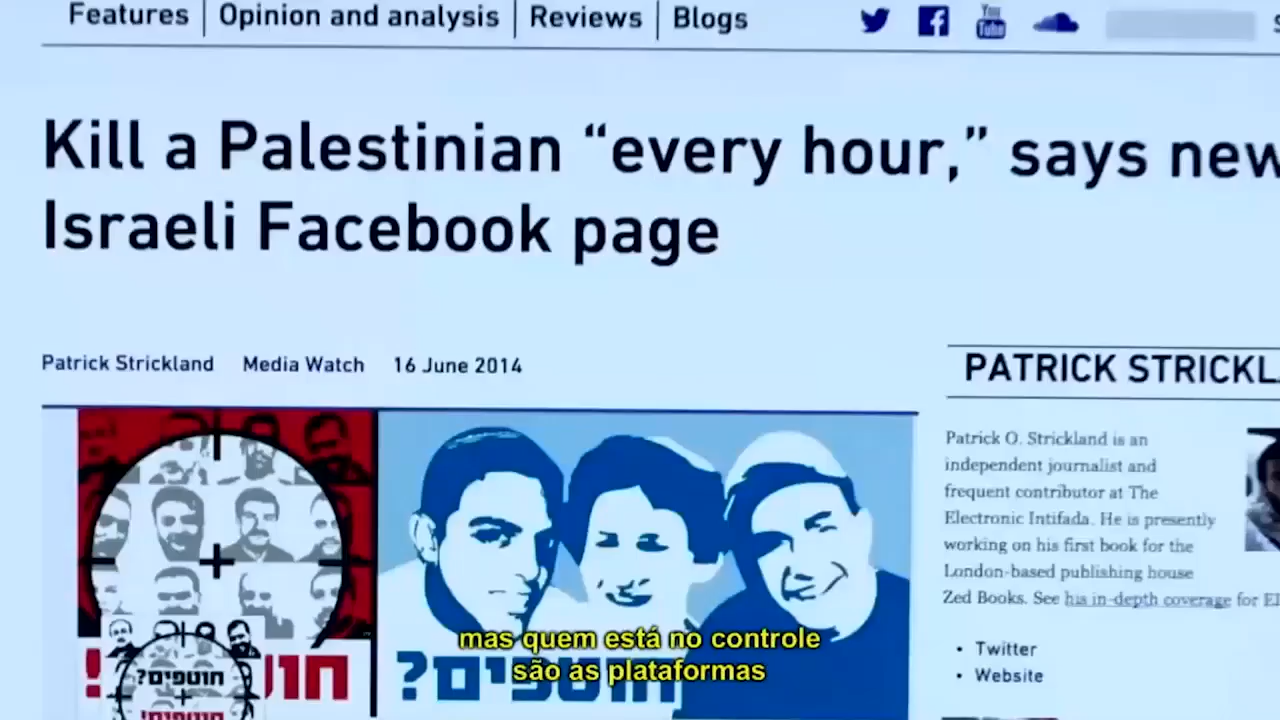 Features
Opinion and analysis
Reviews
Blogs
You
Tube
Kill a Palestinian “every hour,” says new
Israeli Facebook page
Patrick Strickland
Media Watch
16 June 2014
PATRICK STRICKL
Patrick O. Strickland is an
independent journalist and
frequent contributor at The
Electronic Intifada. He is presently
working on his first book for the
London-based publishing house
Zed Books. See his in-depth coverage for EI
• Twitter
• Website
חוטפים?
mas quem está no controle
são as plataformas